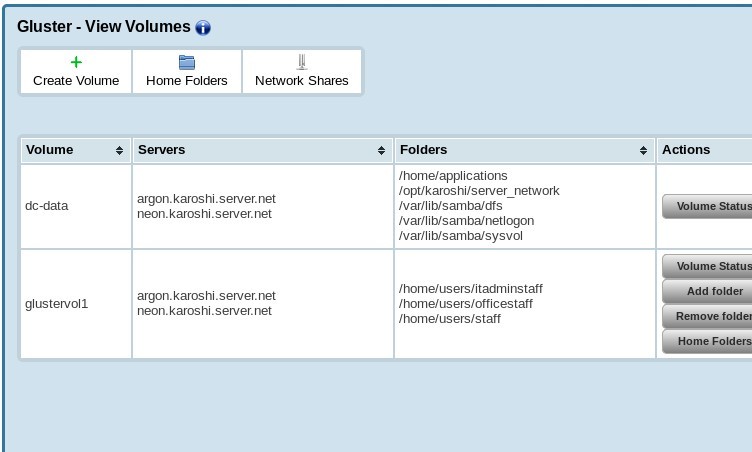 Gluster - View Volumes
Create Volume Home Folders Network Shares
Volume Servers Folders Actions
dc-data
argon.karoshi.server.net
neon.karoshi.server.net
/home/applications
/opt/karoshi/server_network
/var/lib/samba/dfs
/var/lib/samba/netlogon
/var/lib/samba/sysvol
Volume Status
glustervol1
argon.karoshi.server.net
neon.karoshi.server.net
/home/users/itadminstaff
/home/users/officestaff
/home/users/staff
Volume Status
Add folder
Remove folder
Home Folders